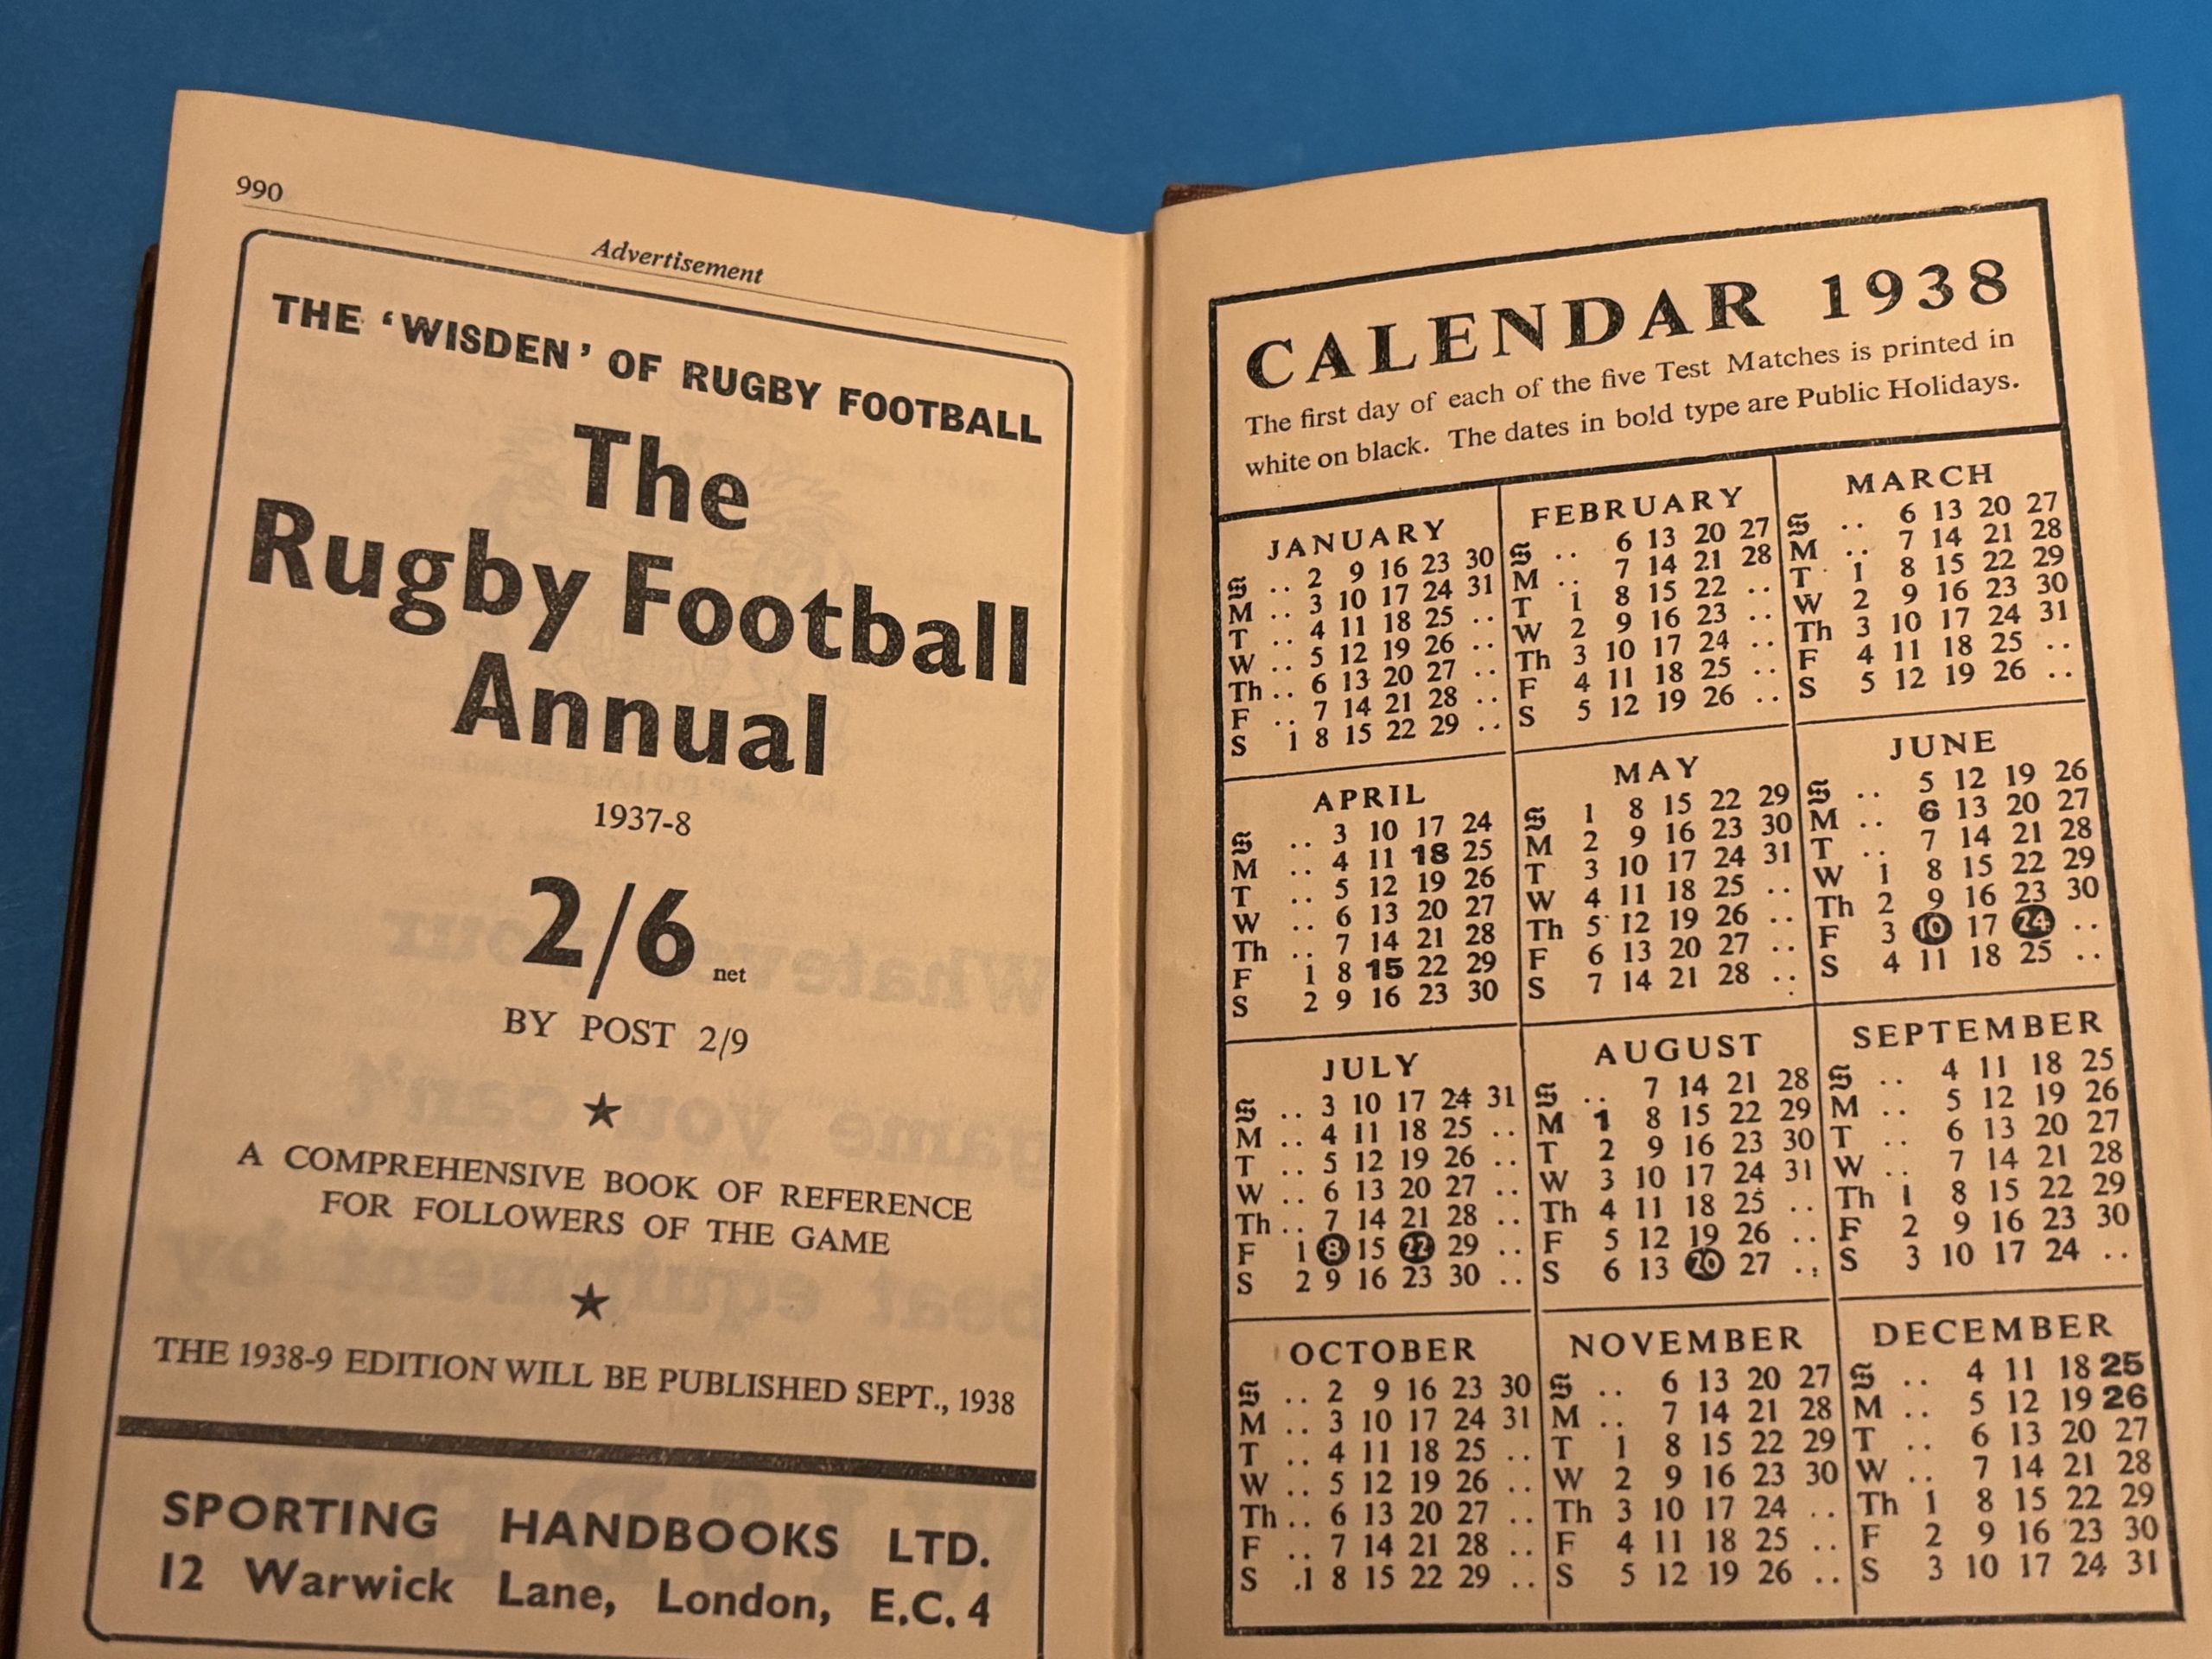 990
Advertisement
THE ‘WISDEN’ OF RUGBY FOOTBALL
The
Rugby Football
Annual
1937-8
2/6 net
BY POST 2/9
★
A COMPREHENSIVE BOOK OF REFERENCE
FOR FOLLOWERS OF THE GAME
★
THE 1938-9 EDITION WILL BE PUBLISHED SEPT., 1938
SPORTING HANDBOOKS LTD.
12 Warwick Lane, London, E.C.4
CALENDAR 1938
The first day of each of the five Test Matches is printed in
white on black. The dates in bold type are Public Holidays.
JANUARY
S .. 2 9 16 23 30
M .. 3 10 17 24 31
T .. 4 11 18 25 ..
W .. 5 12 19 26 ..
Th .. 6 13 20 27 ..
F .. 7 14 21 28 ..
S 1 8 15 22 29 ..
FEBRUARY
S .. 6 13 20 27
M .. 7 14 21 28
T 1 8 15 22 ..
W 2 9 16 23 ..
Th 3 10 17 24 ..
F 4 11 18 25 ..
S 5 12 19 26 ..
MARCH
S .. 6 13 20 27
M .. 7 14 21 28
T 1 8 15 22 29
W 2 9 16 23 30
Th 3 10 17 24 31
F 4 11 18 25 ..
S 5 12 19 26 ..
APRIL
S .. 3 10 17 24
M .. 4 11 18 25
T .. 5 12 19 26
W .. 6 13 20 27
Th .. 7 14 21 28
F 1 8 15 22 29
S 2 9 16 23 30
MAY
S 1 8 15 22 29
M 2 9 16 23 30
T 3 10 17 24 31
W 4 11 18 25 ..
Th 5 12 19 26 ..
F 6 13 20 27 ..
S 7 14 21 28 ..
JUNE
S .. 5 12 19 26
M .. 6 13 20 27
T .. 7 14 21 28
W 1 8 15 22 29
Th 2 9 16 23 30
F 3 10 17 24 ..
S 4 11 18 25 ..
JULY
S .. 3 10 17 24 31
M .. 4 11 18 25 ..
T .. 5 12 19 26 ..
W .. 6 13 20 27 ..
Th .. 7 14 21 28 ..
F 1 8 15 22 29 ..
S 2 9 16 23 30 ..
AUGUST
S .. 7 14 21 28
M 1 8 15 22 29
T 2 9 16 23 30
W 3 10 17 24 31
Th 4 11 18 25 ..
F 5 12 19 26 ..
S 6 13 20 27 ..
SEPTEMBER
S .. 4 11 18 25
M .. 5 12 19 26
T .. 6 13 20 27
W .. 7 14 21 28
Th 1 8 15 22 29
F 2 9 16 23 30
S 3 10 17 24 ..
OCTOBER
S .. 2 9 16 23 30
M .. 3 10 17 24 31
T .. 4 11 18 25 ..
W .. 5 12 19 26 ..
Th .. 6 13 20 27 ..
F .. 7 14 21 28 ..
S .1 8 15 22 29 ..
NOVEMBER
S .. 6 13 20 27
M .. 7 14 21 28
T 1 8 15 22 29
W 2 9 16 23 30
Th 3 10 17 24 ..
F 4 11 18 25 ..
S 5 12 19 26 ..
DECEMBER
S .. 4 11 18 25
M .. 5 12 19 26
T .. 6 13 20 27
W .. 7 14 21 28
Th 1 8 15 22 29
F 2 9 16 23 30
S 3 10 17 24 31